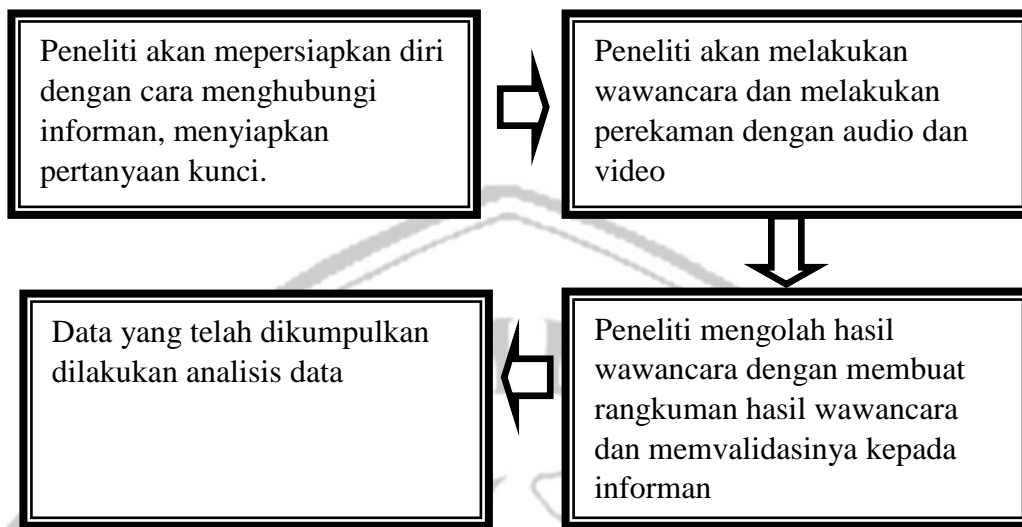 Peneliti akan mepersiapkan diri
dengan cara menghubungi
informan, menyiapkan
pertanyaan kunci.
Peneliti akan melakukan
wawancara dan melakukan
perekaman dengan audio dan
video
Peneliti mengolah hasil
wawancara dengan membuat
rangkuman hasil wawancara
dan memvalidasinya kepada
informan
Data yang telah dikumpulkan
dilakukan analisis data